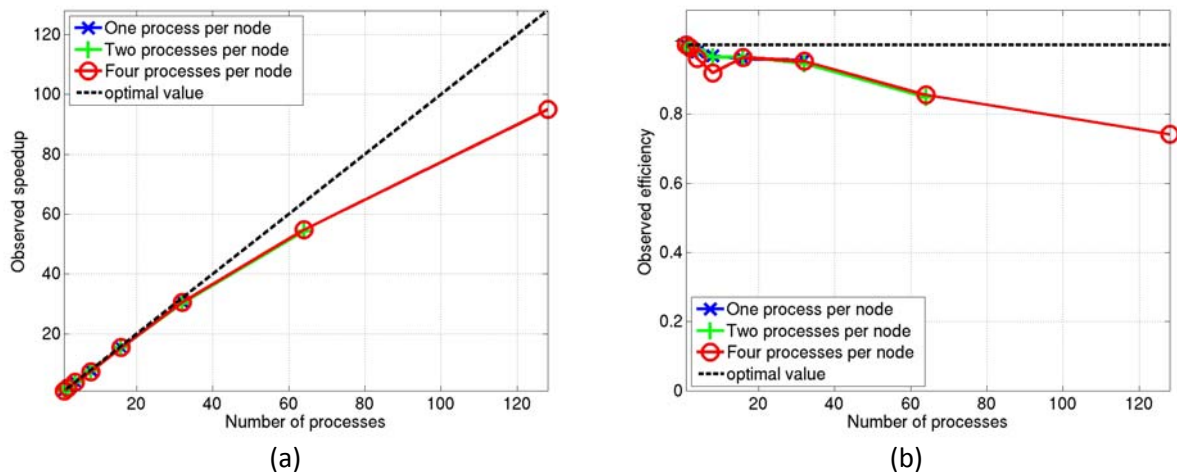 120
100
80
60
40
20
Observed speedup
One process per node
Two processes per node
Four processes per node
optimal value
20 40 60 80 100 120
Number of processes
(a)
0.8
0.6
0.4
0.2
0
Observed efficiency
One process per node
Two processes per node
Four processes per node
optimal value
20 40 60 80 100 120
Number of processes
(b)